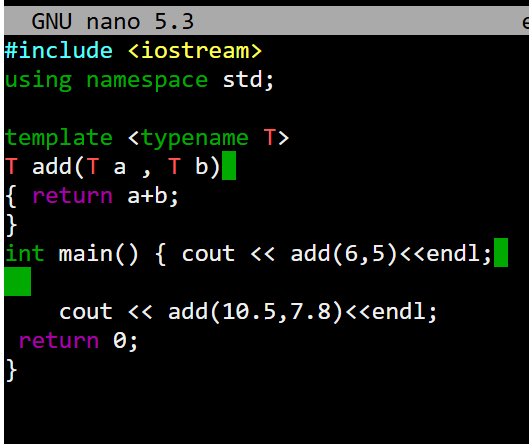 GNU nano 5.3
#include <iostream>
using namespace std;
template <typename T>
T add(T a , T b)
{ return a+b;
}
int main() { cout << add(6,5)<<endl;
cout << add(10.5,7.8)<<endl;
return 0;
}